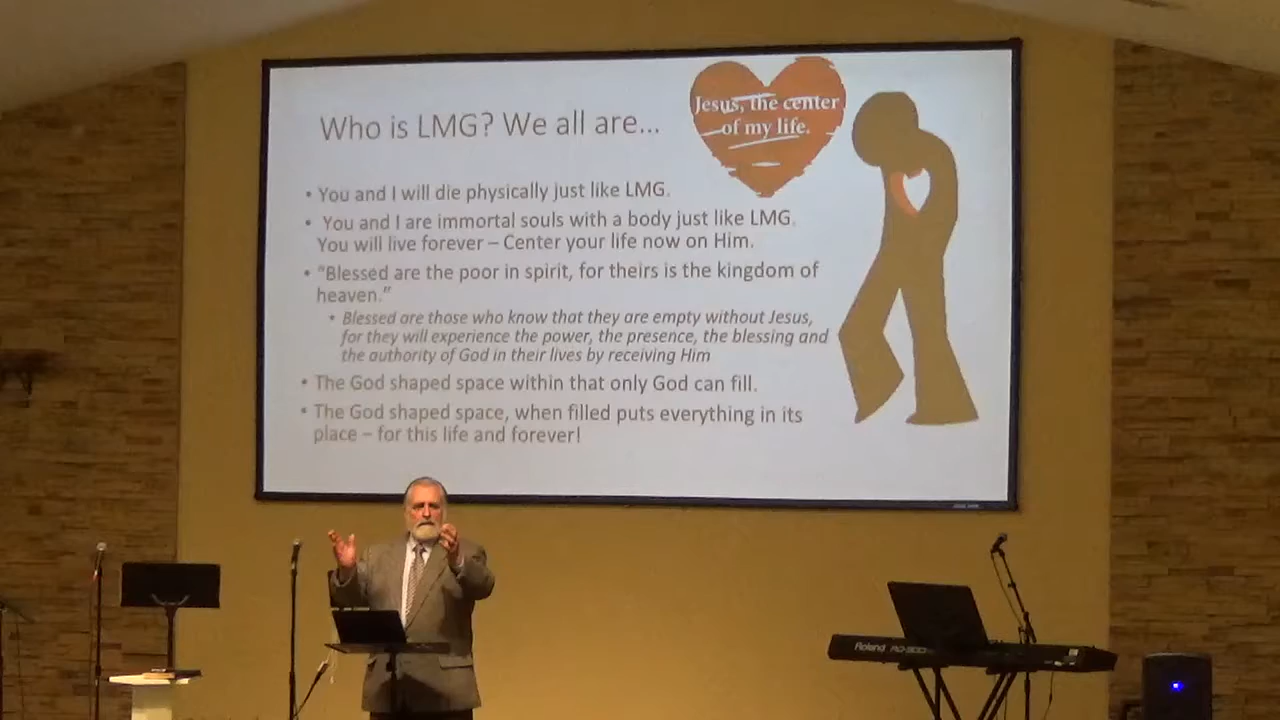 Who is LMG? We all are...
Jesus, the center
of my life.
• You and I will die physically just like LMG.
• You and I are immortal souls with a body just like LMG.
You will live forever – Center your life now on Him.
• “Blessed are the poor in spirit, for theirs is the kingdom of
heaven.”
• Blessed are those who know that they are empty without Jesus,
for they will experience the power, the presence, the blessing and
the authority of God in their lives by receiving Him
• The God shaped space within that only God can fill.
• The God shaped space, when filled puts everything in its
place – for this life and forever!
Roland